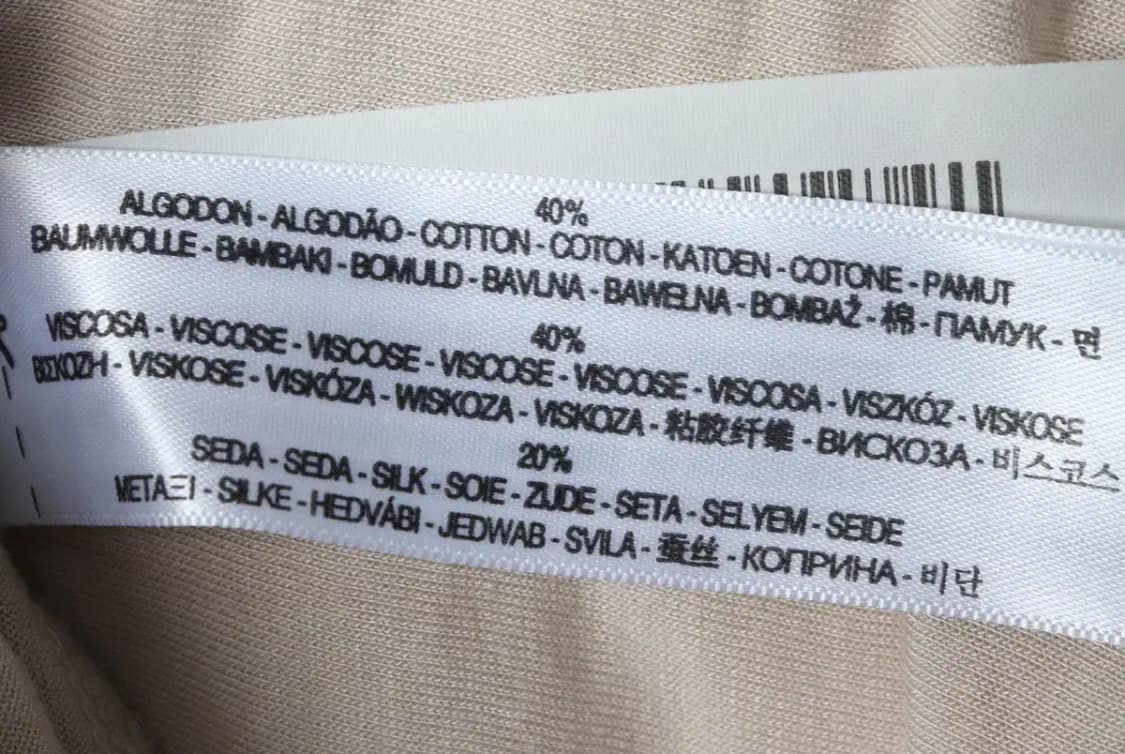 40%
ALGODON - ALGODÃO - COTTON - COTON - KATOEN - COTONE - PAMUT
BAUMWOLLE - BAMBAKI - BOMULD - BAVLNA - BAWEŁNA - BOMBAŽ - 棉 - ПАМУК - 면
40%
VISCOSA - VISCOSE - VISCOSE - VISCOSE - VISCOSE - VISCOSA - VISZKÓZ - VISKOSE
ΒΙΣΚΟΖΗ - VISKOSE - VISKÓZA - WISKOZA - VISKOZA - 粘胶纤维 - ВИСКОЗА - 비스코스
20%
SEDA - SEDA - SILK - SOIE - ZIJDE - SETA - SELYEM - SEIDE
ΜΕΤΑΞΙ - SILKE - HEDVÁBI - JEDWAB - SVILA - 蚕丝 - КОПРИНА - 비단